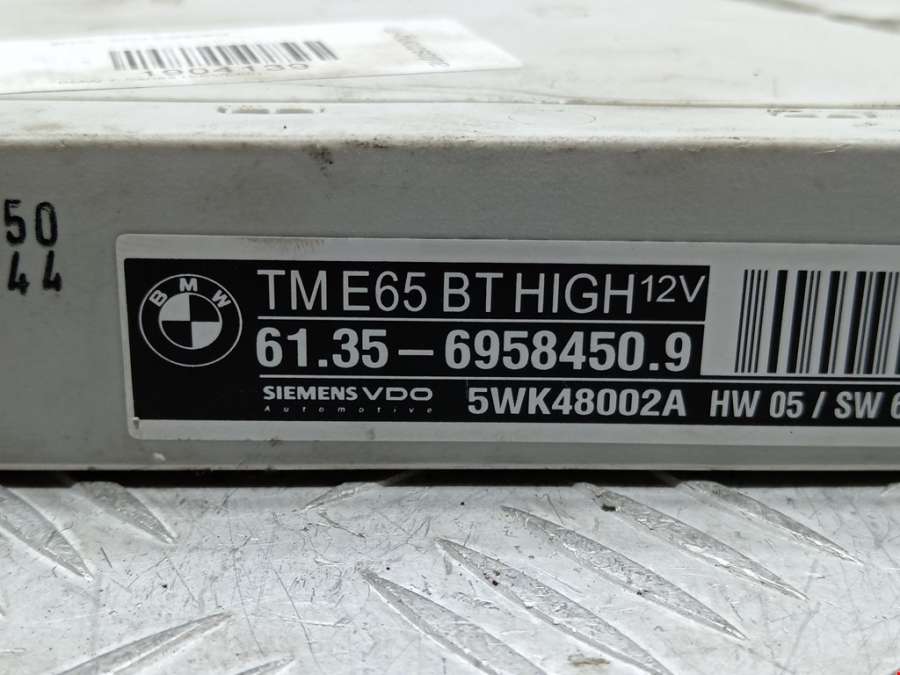 50
44
BMW
TM E65 BT HIGH 12V
61.35 – 6958450.9
SIEMENS VDO
Automotive
5WK48002A HW 05 / SW 6